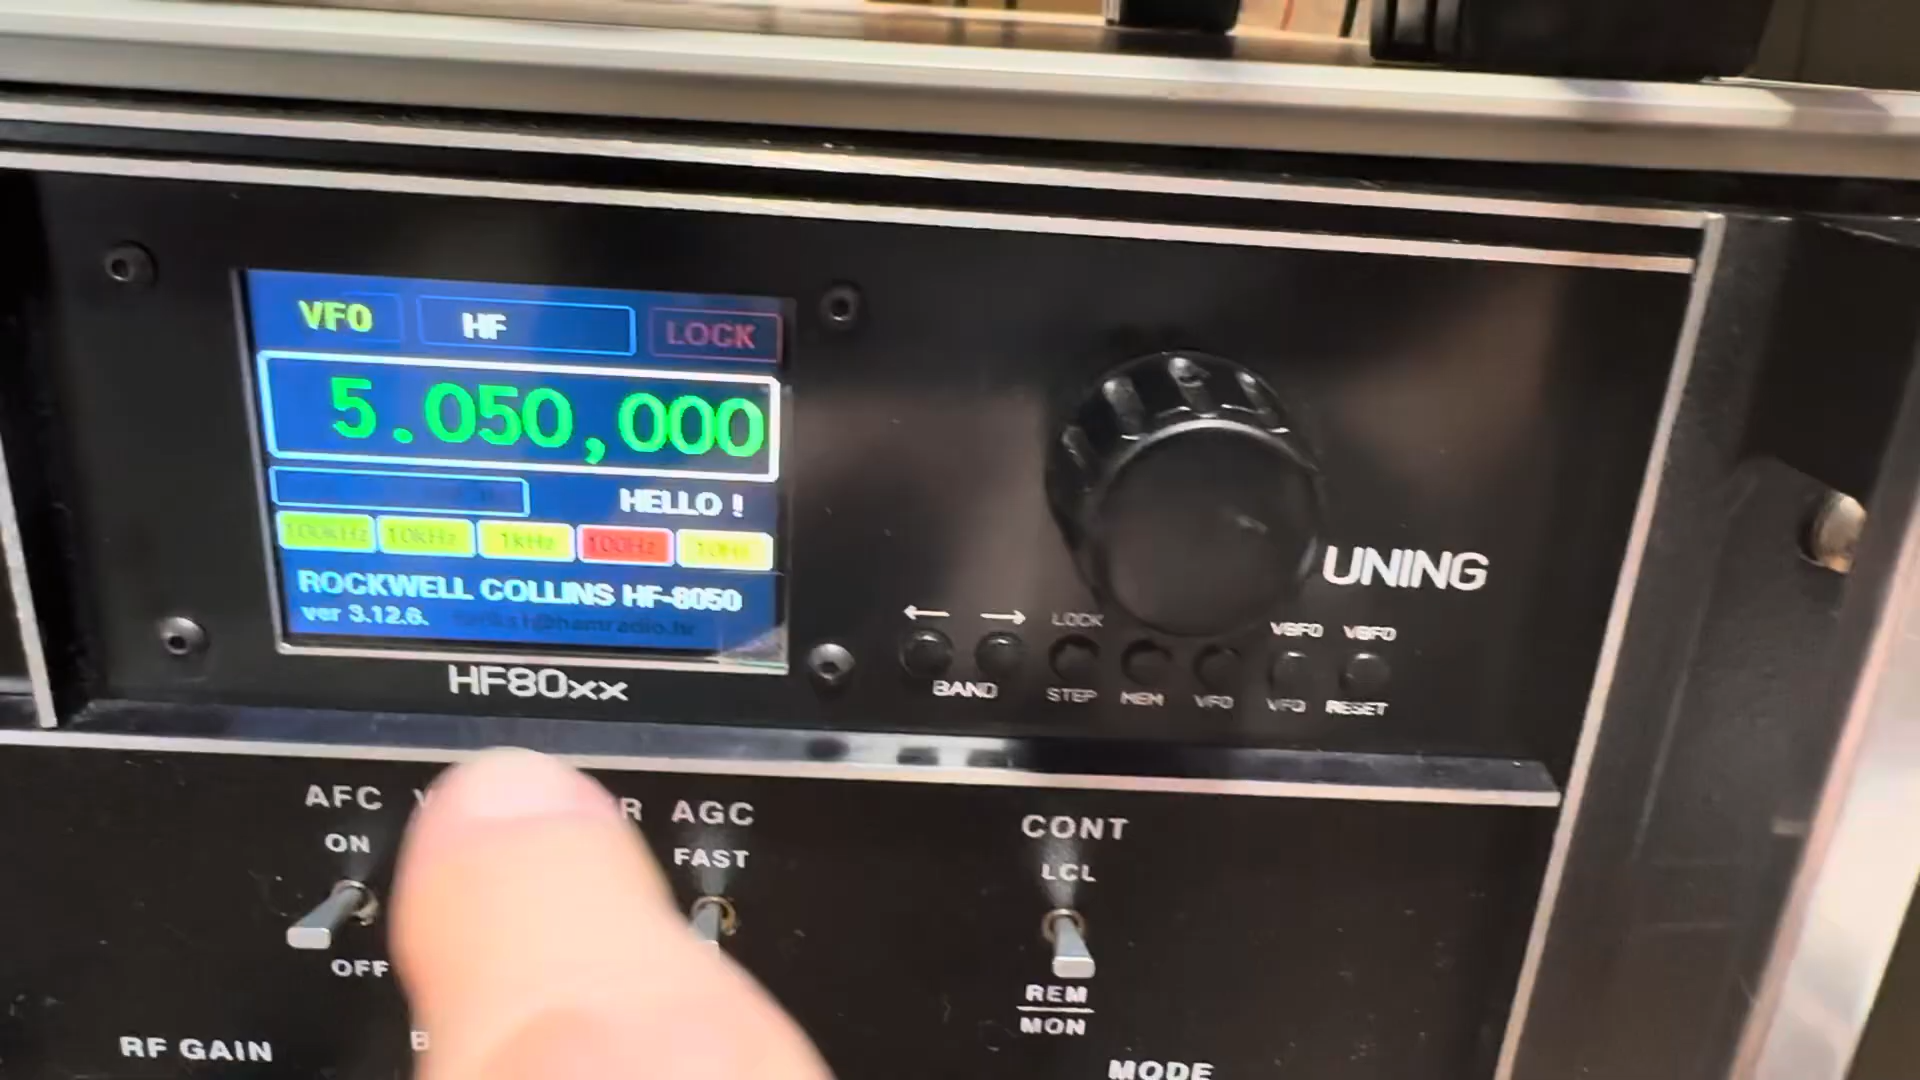 VFO HF LOCK
5.050,000
HELLO !
100kHz 10kHz 1kHz 100Hz 10Hz
ROCKWELL COLLINS HF-8050
ver 3.12.6.
HF80xx
UNING
LOCK VBFO VBFO
BAND STEP MEM VFO VFO RESET
AFC AGC CONT
ON FAST LCL
OFF REM
MON
RF GAIN MODE